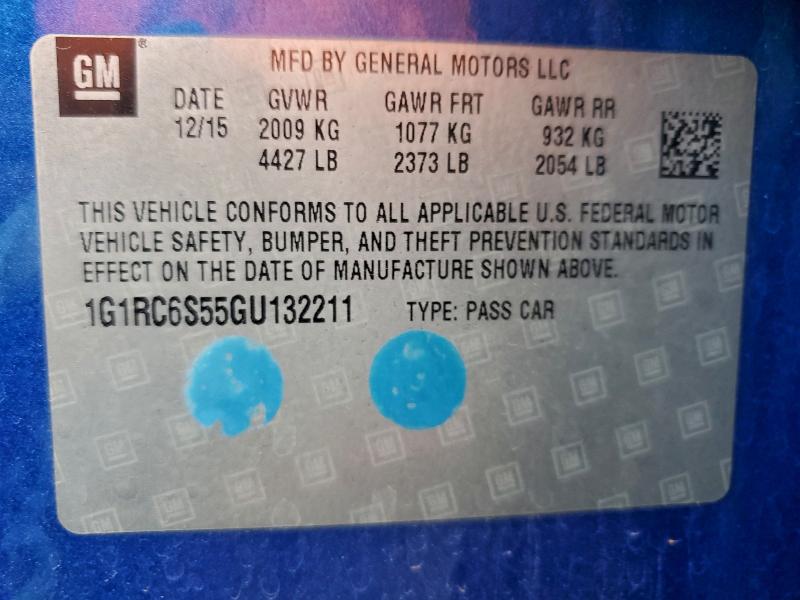 GM ® MFD BY GENERAL MOTORS LLC
DATE GVWR GAWR FRT GAWR RR
12/15 2009 KG 1077 KG 932 KG
4427 LB 2373 LB 2054 LB
THIS VEHICLE CONFORMS TO ALL APPLICABLE U.S. FEDERAL MOTOR
VEHICLE SAFETY, BUMPER, AND THEFT PREVENTION STANDARDS IN
EFFECT ON THE DATE OF MANUFACTURE SHOWN ABOVE.
1G1RC6S55GU132211 TYPE: PASS CAR